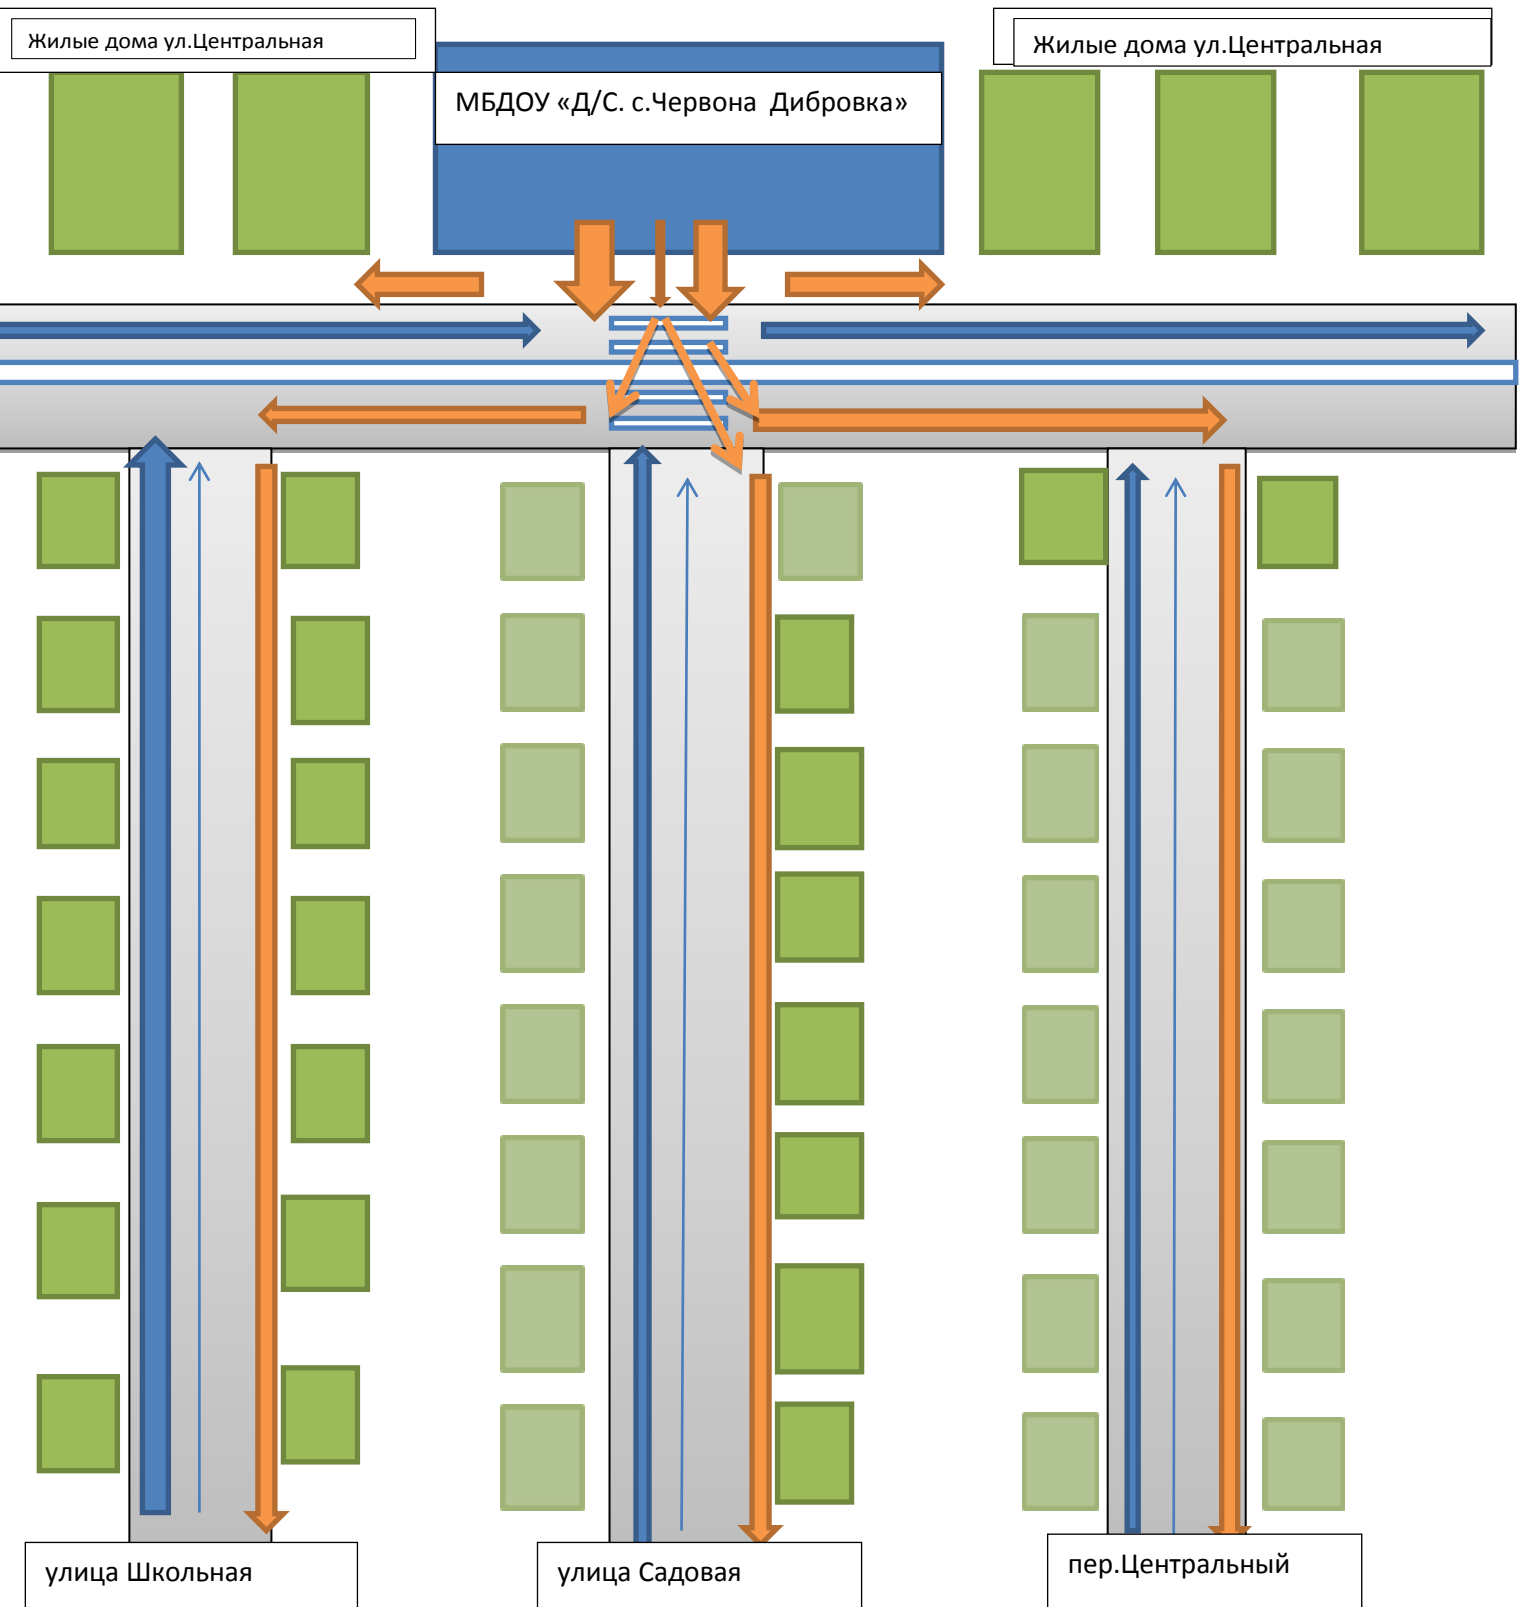 Жилые дома ул.Центральная
Жилые дома ул.Центральная
МБДОУ «Д/С. с.Червона Дибровка»
улица Школьная
улица Садовая
пер.Центральный